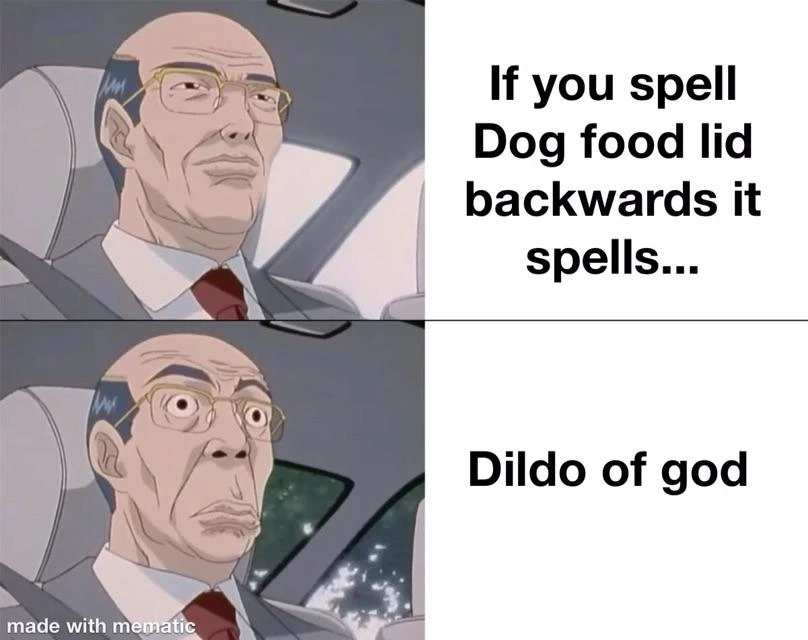 If you spell
Dog food lid
backwards it
spells...
Dildo of god
made with mematic